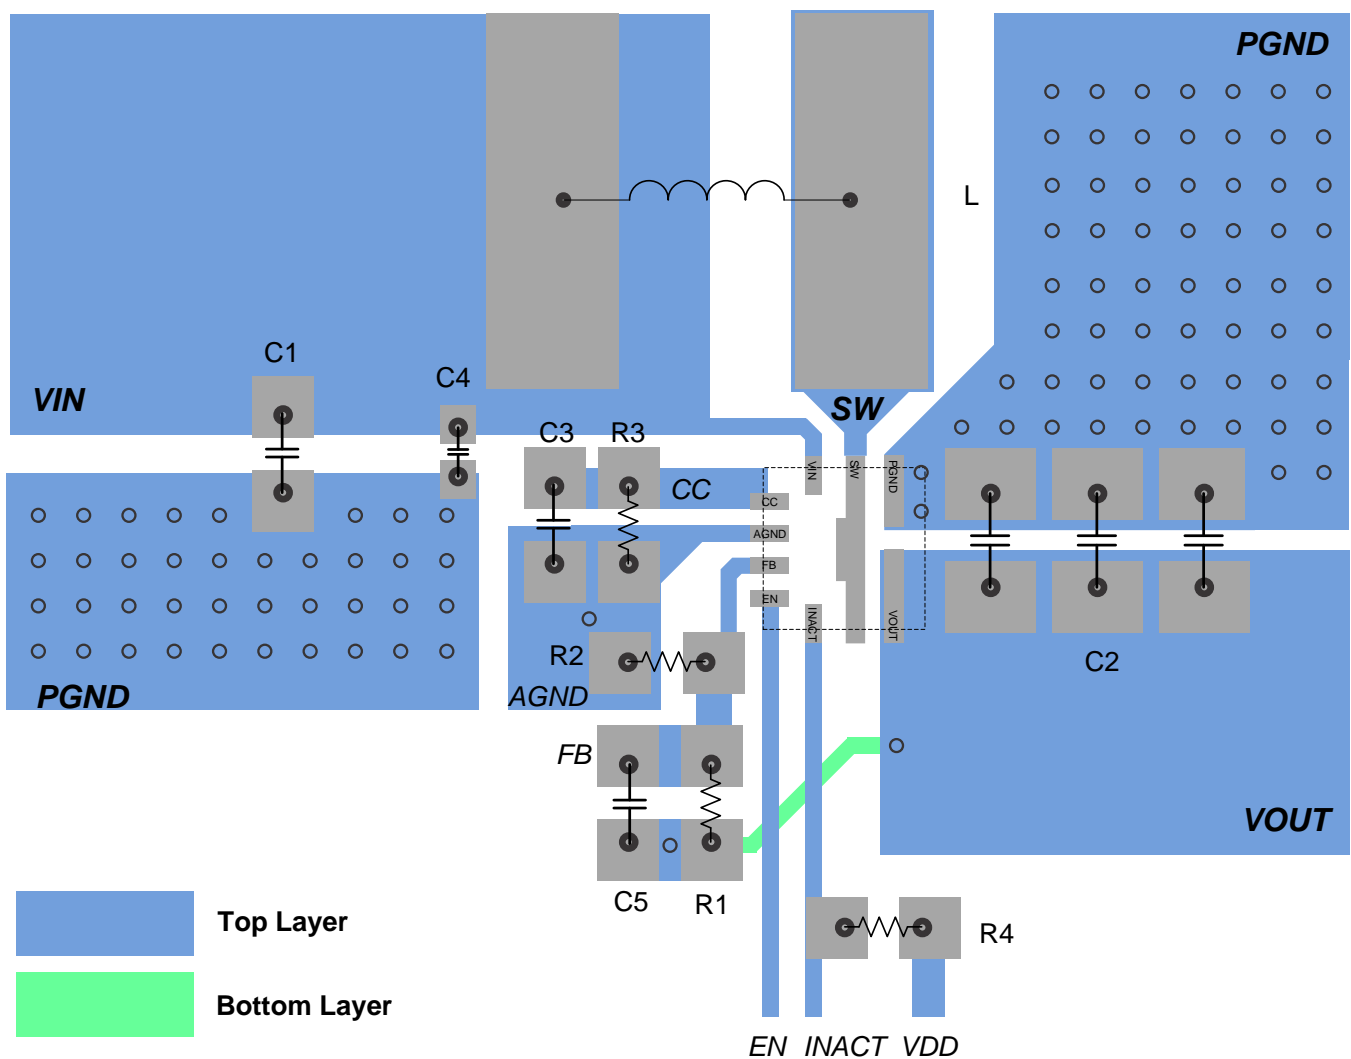 PGND
L
C1
C4
VIN
SW
C3
R3
CC
VIN
SW
PGND
CC
AGND
FB
EN
INACT
VOUT
R2
AGND
PGND
C2
FB
VOUT
C5
R1
Top Layer
R4
Bottom Layer
EN INACT VDD